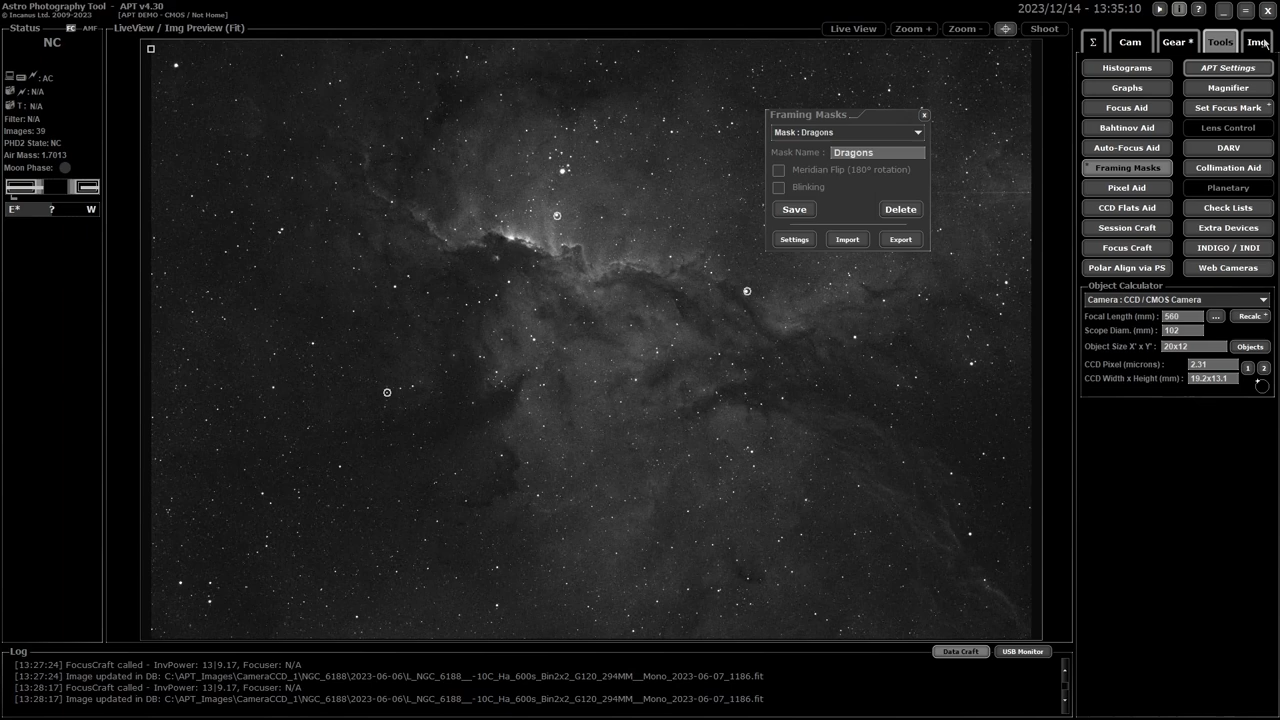 Astro Photography Tool - APT v4.30
© Incanus Ltd. 2009-2023 [APT DEMO - CMOS / Not Home]
2023/12/14 - 13:35:10
i ? _ = x
Status FC AMF
NC
: AC
: N/A
T : N/A
Filter: N/A
Images: 39
PHD2 State: NC
Air Mass: 1.7013
Moon Phase:
E* ? W
LiveView / Img Preview (Fit)
Live View Zoom + Zoom - Shoot
Framing Masks x
Mask : Dragons
Mask Name : Dragons
Meridian Flip (180° rotation)
Blinking
Save Delete
Settings Import Export
Σ Cam Gear * Tools Img
Histograms APT Settings
Graphs Magnifier
Focus Aid Set Focus Mark +
Bahtinov Aid Lens Control
Auto-Focus Aid DARV
* Framing Masks Collimation Aid
Pixel Aid Planetary
CCD Flats Aid Check Lists
Session Craft Extra Devices
Focus Craft INDIGO / INDI
Polar Align via PS Web Cameras
Object Calculator
Camera : CCD / CMOS Camera
Focal Length (mm) : 560 ... Recalc +
Scope Diam. (mm) : 102
Object Size X' x Y' : 20x12 Objects
CCD Pixel (microns) : 2.31
1 2
CCD Width x Height (mm) : 19.2x13.1
Log Data Craft USB Monitor
[13:27:24] FocusCraft called - InvPower: 13|9.17, Focuser: N/A
[13:27:24] Image updated in DB: C:\APT_Images\CameraCCD_1\NGC_6188\2023-06-06\L_NGC_6188__-10C_Ha_600s_Bin2x2_G120_294MM__Mono_2023-06-07_1186.fit
[13:28:17] FocusCraft called - InvPower: 13|9.17, Focuser: N/A
[13:28:17] Image updated in DB: C:\APT_Images\CameraCCD_1\NGC_6188\2023-06-06\L_NGC_6188__-10C_Ha_600s_Bin2x2_G120_294MM__Mono_2023-06-07_1186.fit